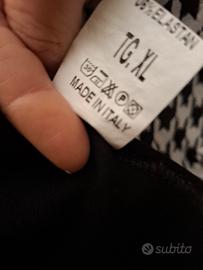 ELASTAN
TG. XL
MADE IN ITALY
subito